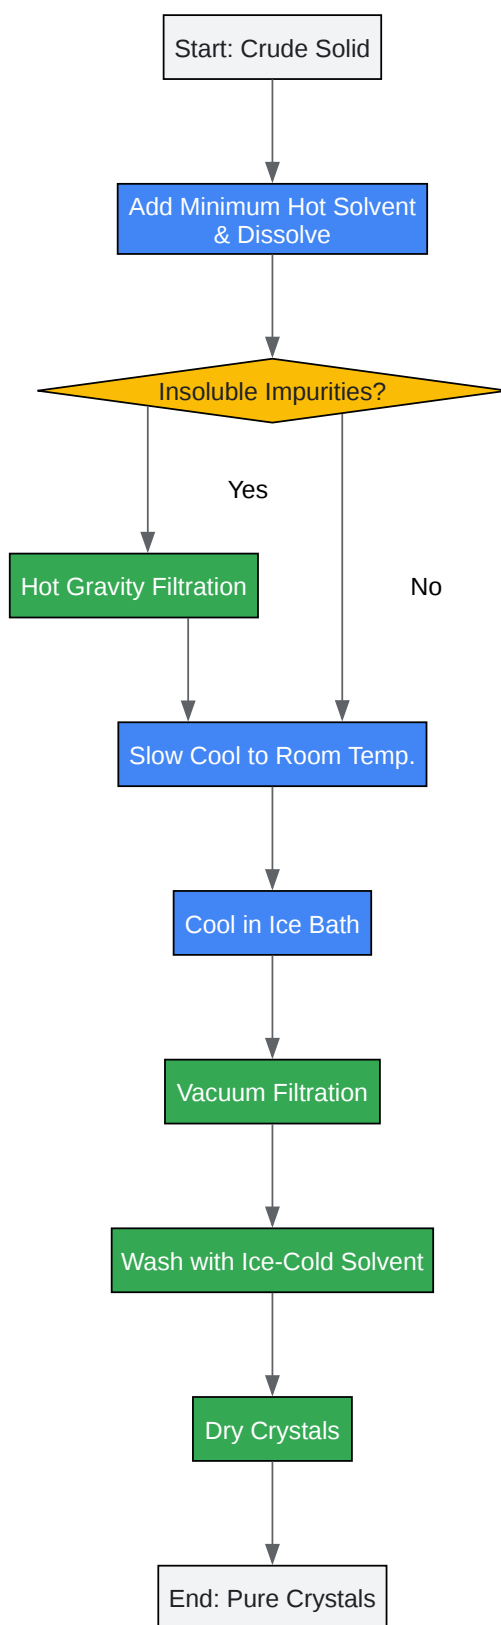 Start: Crude Solid
Add Minimum Hot Solvent
& Dissolve
Insoluble Impurities?
Yes
Hot Gravity Filtration
No
Slow Cool to Room Temp.
Cool in Ice Bath
Vacuum Filtration
Wash with Ice-Cold Solvent
Dry Crystals
End: Pure Crystals